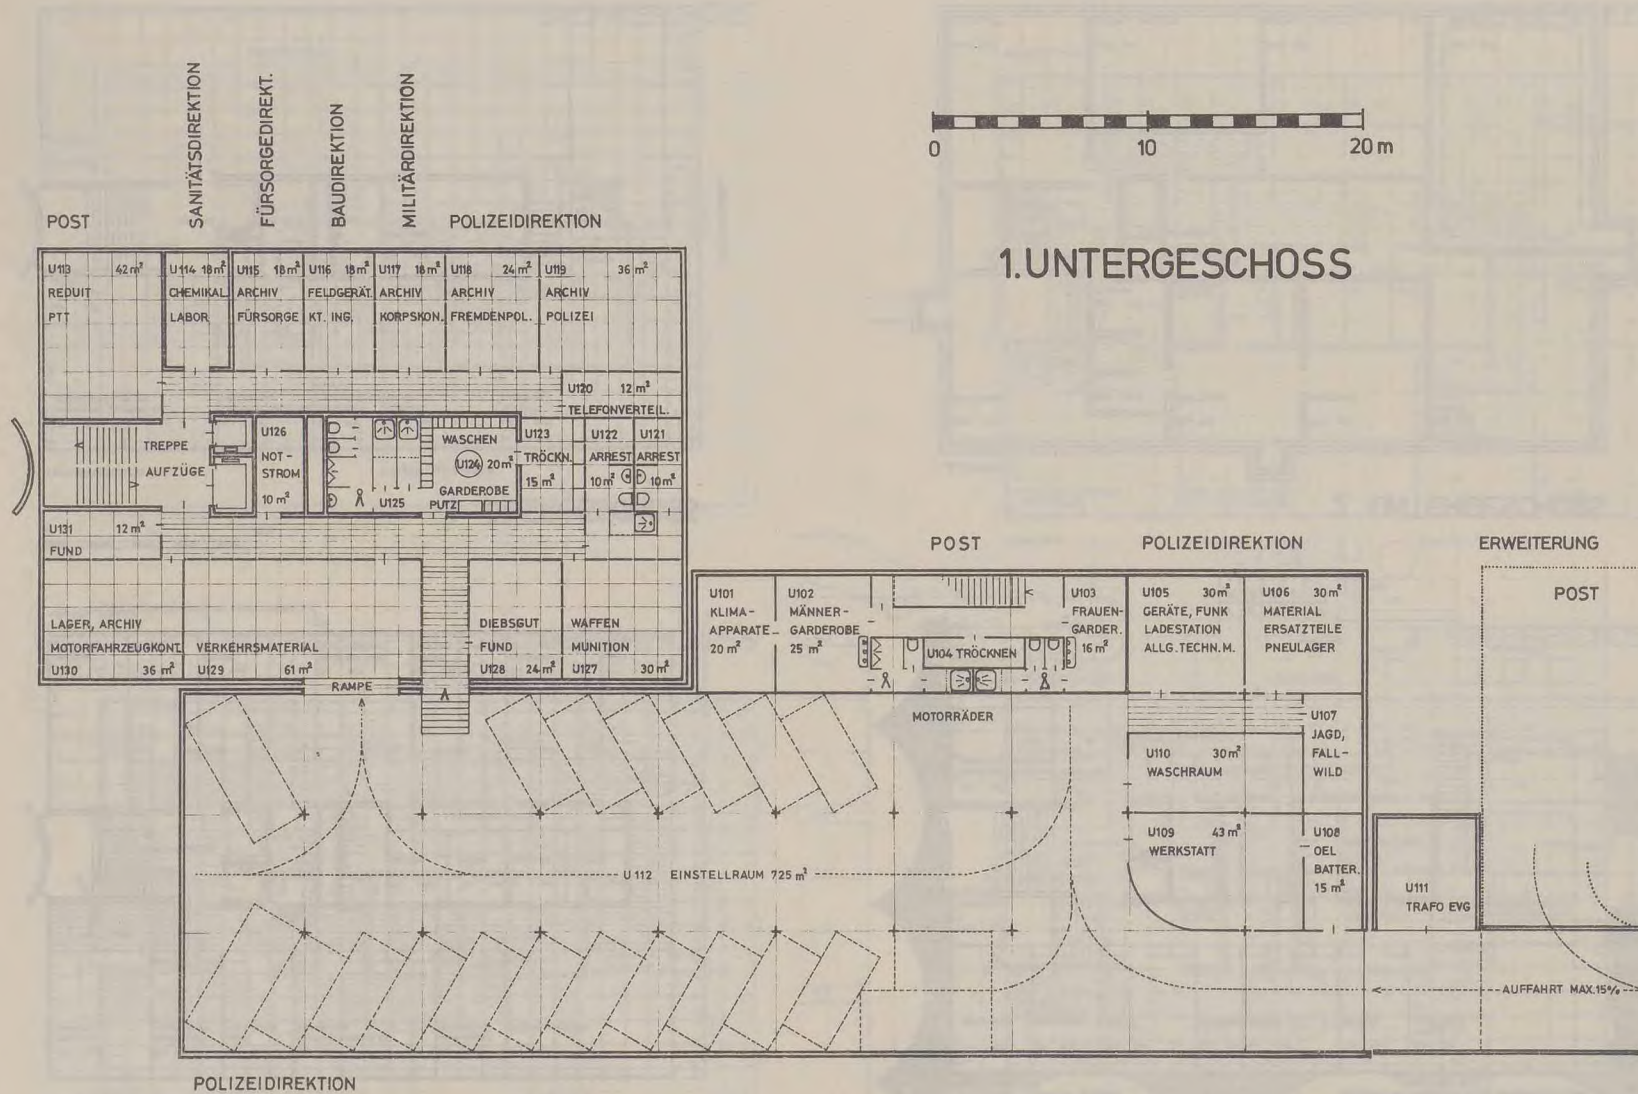 SANITÄTSDIREKTION
FÜRSORGEDIREKT.
BAUDIREKTION
MILITÄRDIREKTION
POST
POLIZEIDIREKTION
0
10
20 m
1.UNTERGESCHOSS
U113 42 m²
REDUIT
PTT
U114 18 m²
CHEMIKAL.
LABOR
U115 18 m²
ARCHIV
FÜRSORGE
U116 18 m²
FELDGERÄT.
KT. ING.
U117 18 m²
ARCHIV
KORPSKON.
U118 24 m²
ARCHIV
FREMDENPOL.
U119 36 m²
ARCHIV
POLIZEI
U120 12 m²
TELEFONVERTEIL.
TREPPE
AUFZÜGE
U126
NOT-
STROM
10 m²
U125
WASCHEN
U124 20 m²
GARDEROBE
PUTZ
U123
TRÖCKN.
15 m²
U122
ARREST
10 m²
U121
ARREST
10 m²
U131 12 m²
FUND
LAGER, ARCHIV
MOTORFAHRZEUGKONT.
U130 36 m²
VERKEHRSMATERIAL
U129 61 m²
DIEBSGUT
FUND
U128 24 m²
WAFFEN
MUNITION
U127 30 m²
RAMPE
POST
POLIZEIDIREKTION
ERWEITERUNG
POST
U101
KLIMA-
APPARATE
20 m²
U102
MÄNNER-
GARDEROBE
25 m²
U104 TRÖCKNEN
U103
FRAUEN-
GARDER.
16 m²
U105 30 m²
GERÄTE, FUNK
LADESTATION
ALLG. TECHN. M.
U106 30 m²
MATERIAL
ERSATZTEILE
PNEULAGER
MOTORRÄDER
U107
JAGD,
FALL-
WILD
U110 30 m²
WASCHRAUM
U109 43 m²
WERKSTATT
U108
OEL
BATTER.
15 m²
U112 EINSTELLRAUM 725 m²
U111
TRAFO EVG
AUFFAHRT MAX. 15%
POLIZEIDIREKTION